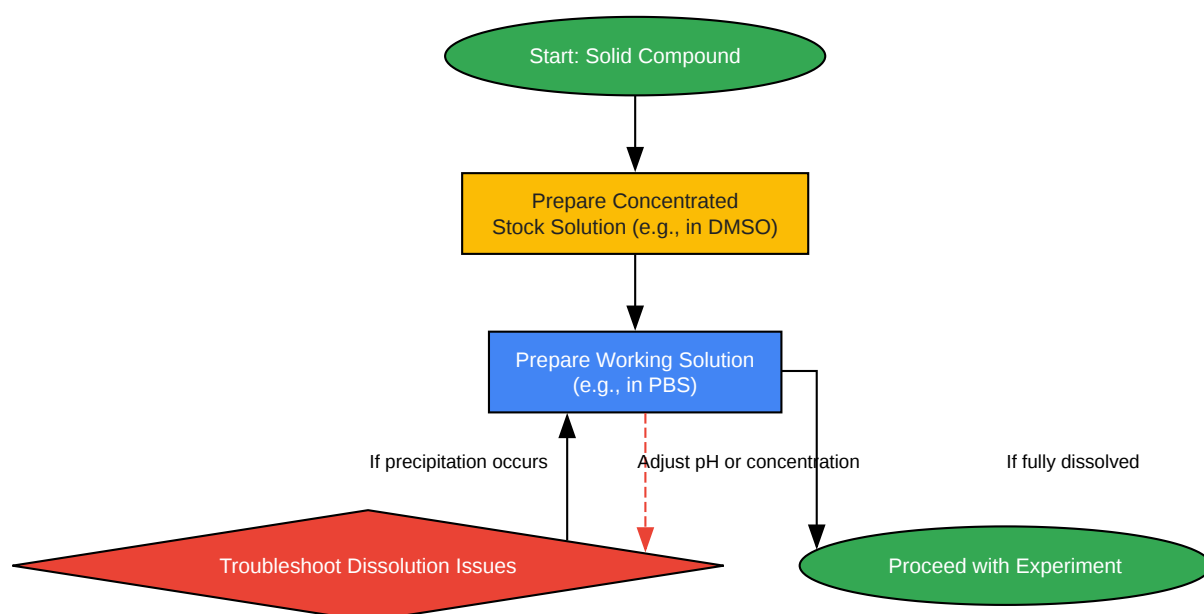 Start: Solid Compound
Prepare Concentrated
Stock Solution (e.g., in DMSO)
Prepare Working Solution
(e.g., in PBS)
If precipitation occurs
Adjust pH or concentration
If fully dissolved
Troubleshoot Dissolution Issues
Proceed with Experiment